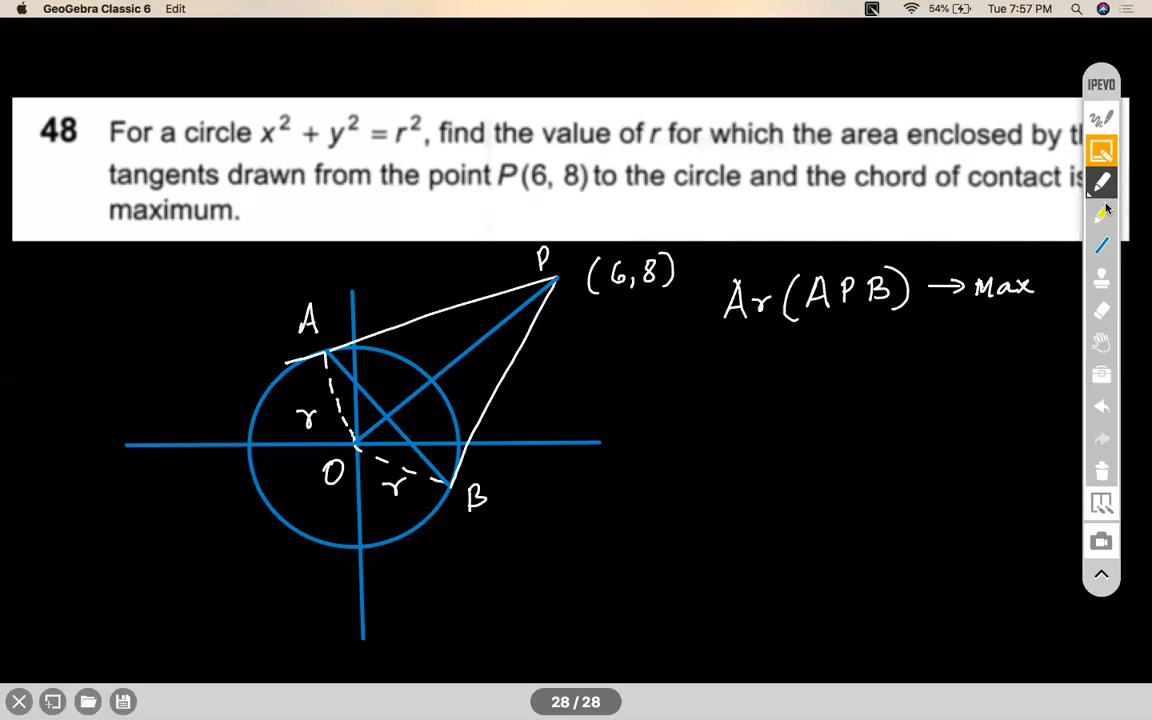 GeoGebra Classic 6 Edit 54% Tue 7:57 PM
IPEVO
48 For a circle x² + y² = r², find the value of r for which the area enclosed by
tangents drawn from the point P(6, 8) to the circle and the chord of contact
maximum.
P (6,8) Ar(APB) → Max
A
r
O r B
28 / 28